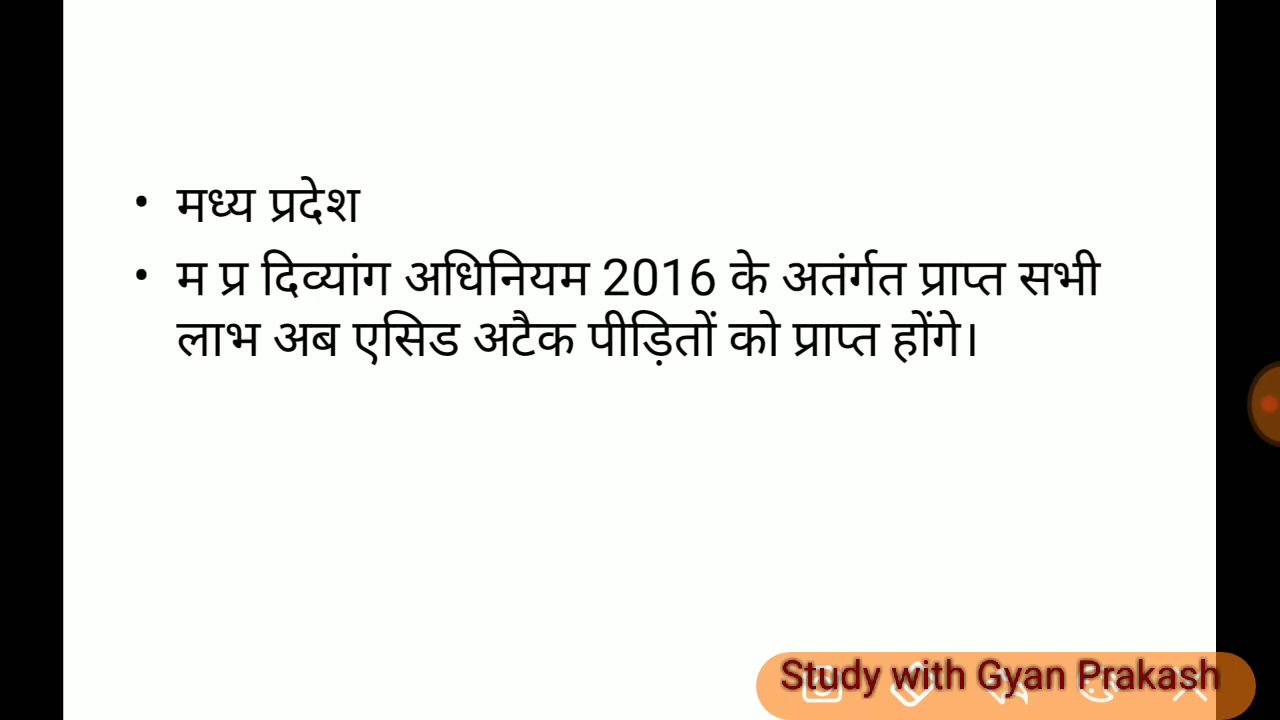 • मध्य प्रदेश
• म प्र दिव्यांग अधिनियम 2016 के अतंर्गत प्राप्त सभी
लाभ अब एसिड अटैक पीड़ितों को प्राप्त होंगे।
Study with Gyan Prakash